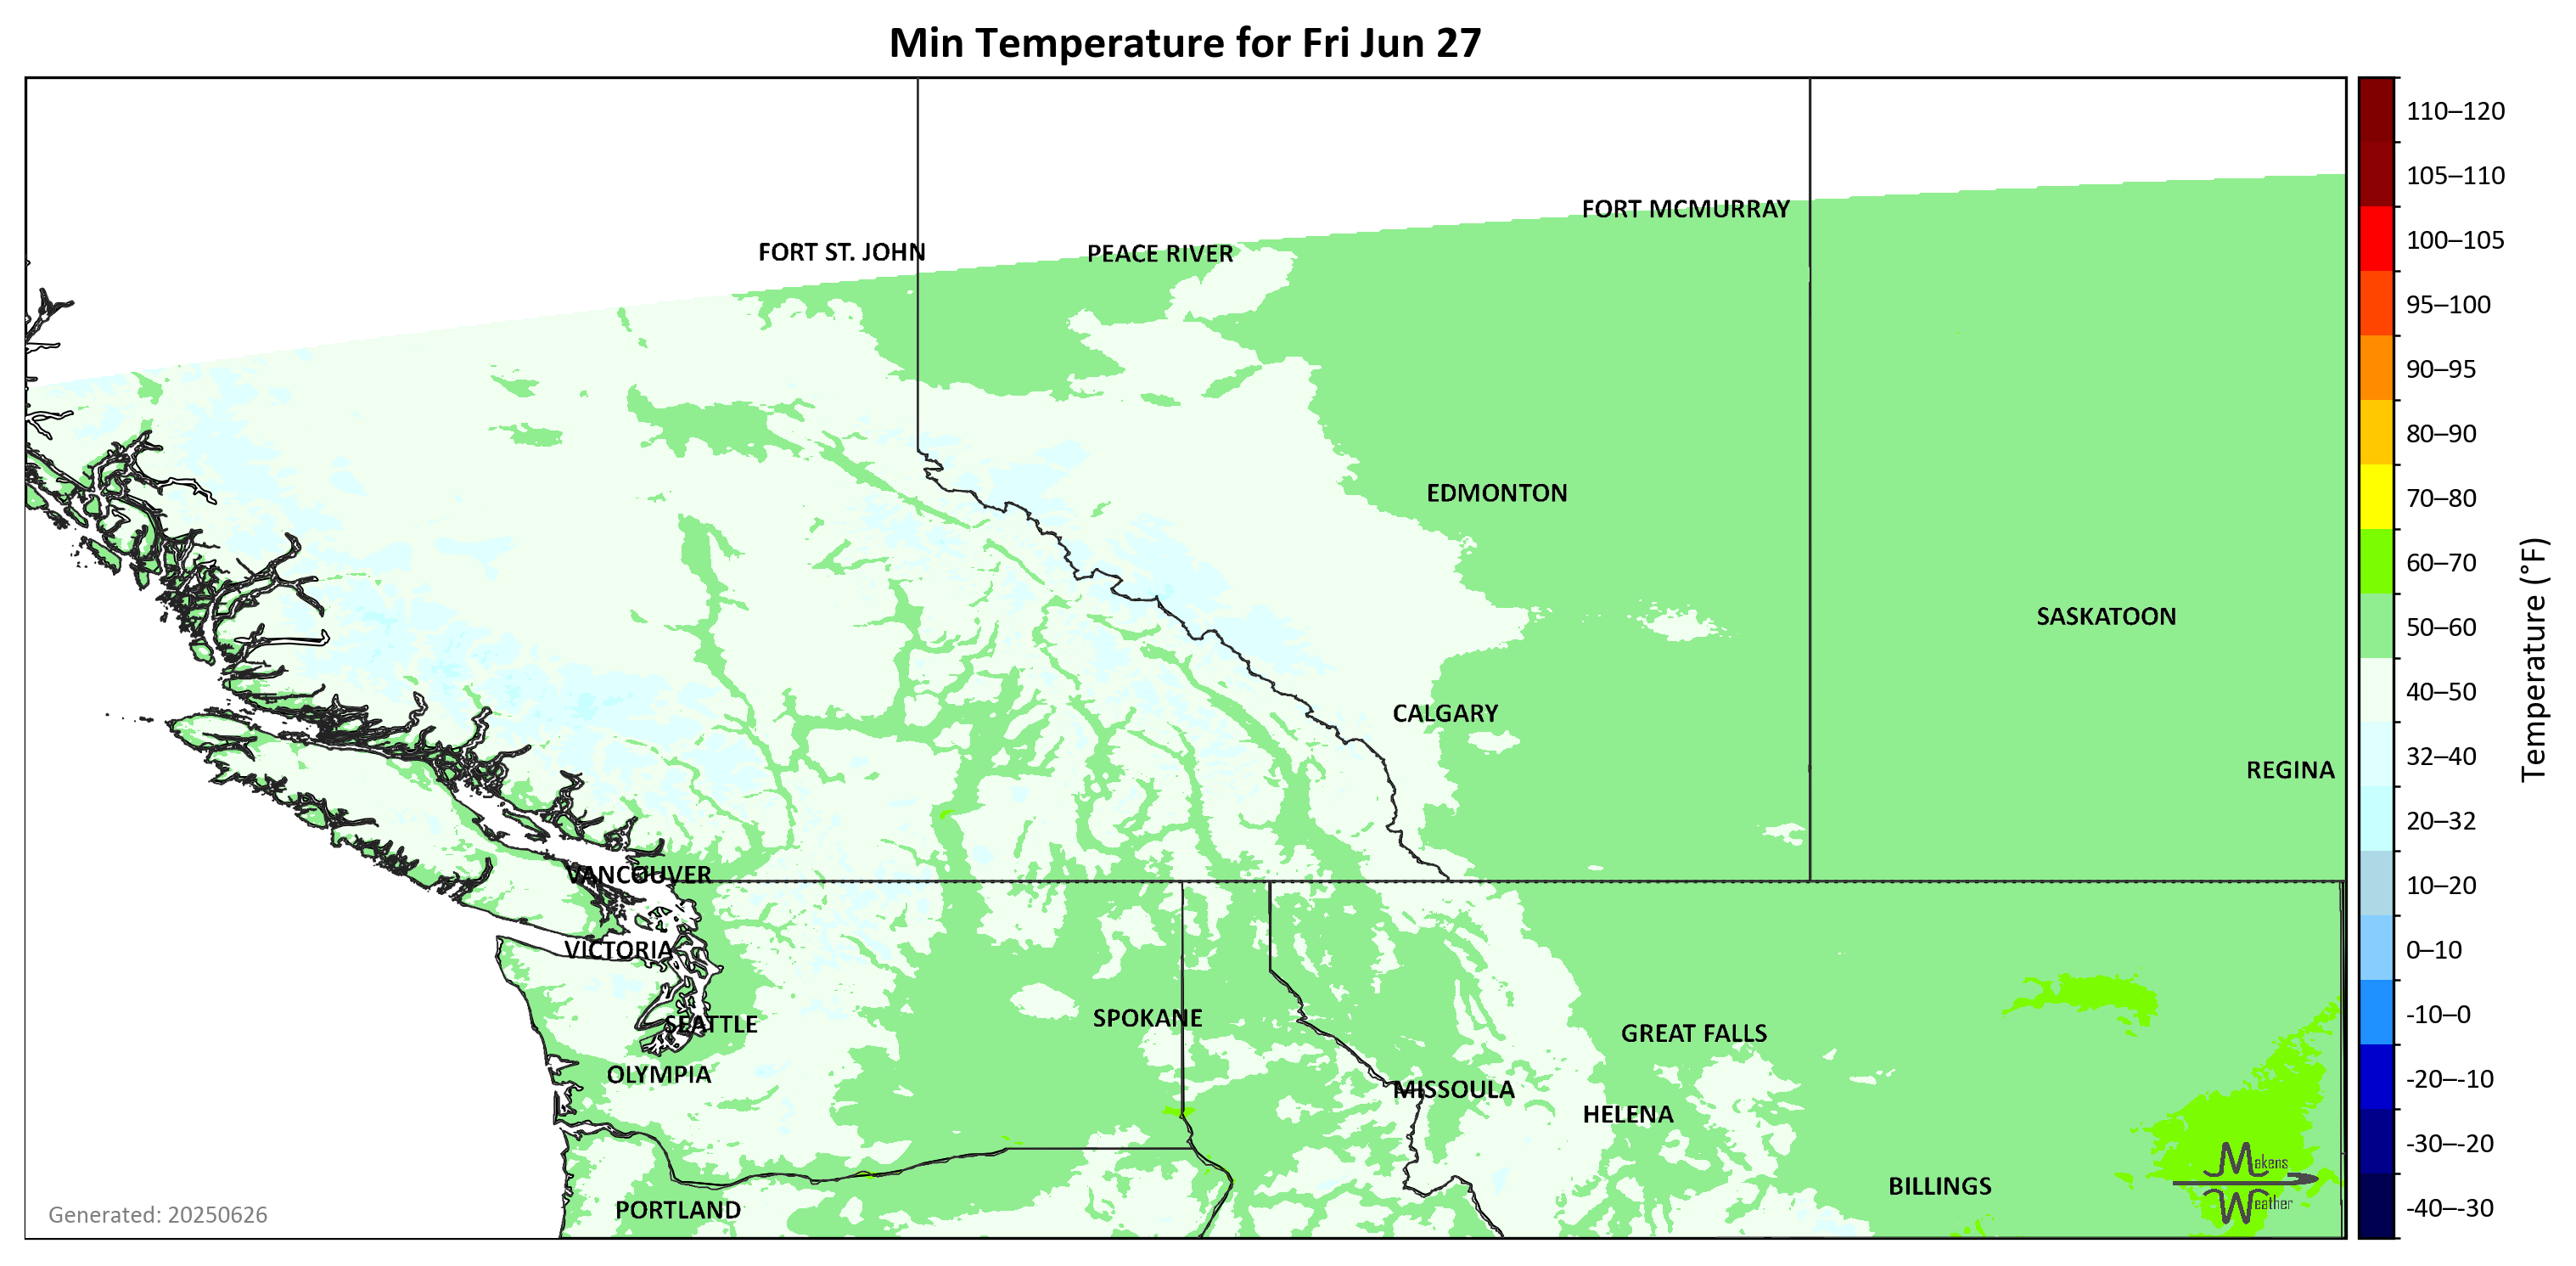 Min Temperature for Fri Jun 27
FORT MCMURRAY
FORT ST. JOHN
PEACE RIVER
EDMONTON
SASKATOON
CALGARY
REGINA
VANCOUVER
VICTORIA
SPOKANE
SEATTLE
GREAT FALLS
OLYMPIA
MISSOULA
HELENA
BILLINGS
PORTLAND
Makens
Weather
Generated: 20250626
110–120
105–110
100–105
95–100
90–95
80–90
70–80
60–70
50–60
40–50
32–40
20–32
10–20
0–10
-10–0
-20–-10
-30–-20
-40–-30
Temperature (°F)